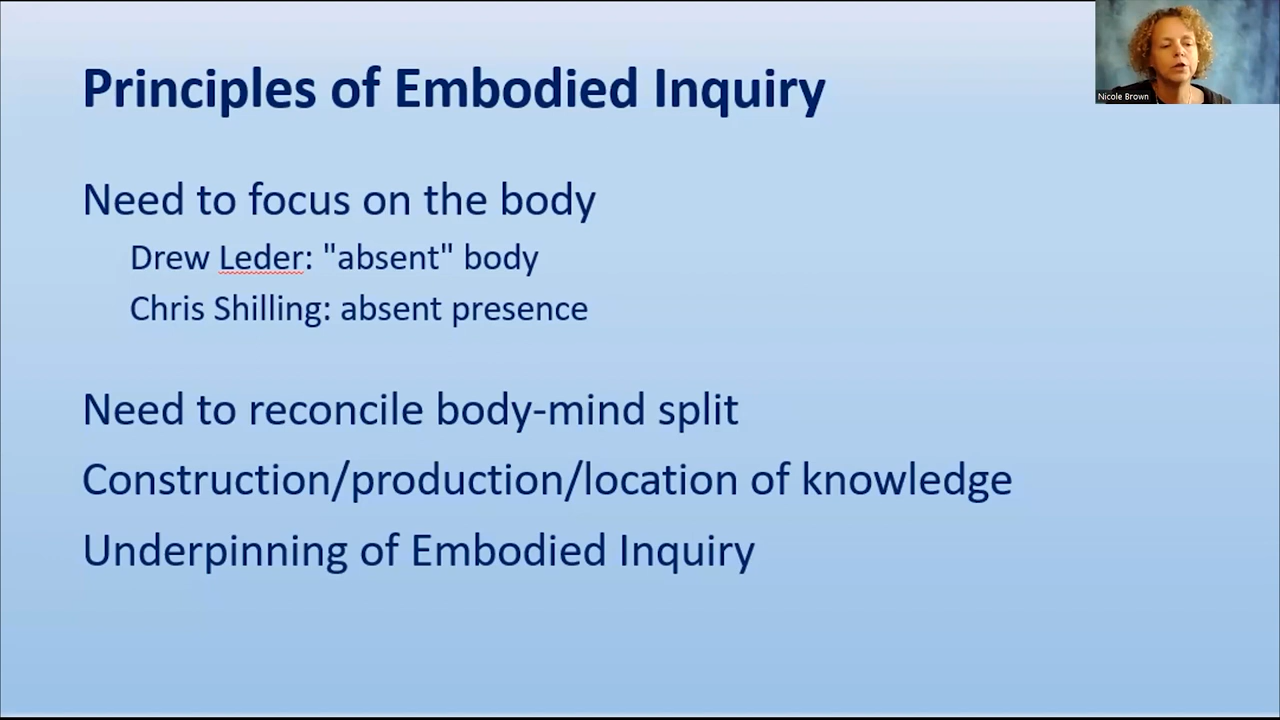 Principles of Embodied Inquiry
Nicole Brown
Need to focus on the body
Drew Leder: "absent" body
Chris Shilling: absent presence
Need to reconcile body-mind split
Construction/production/location of knowledge
Underpinning of Embodied Inquiry